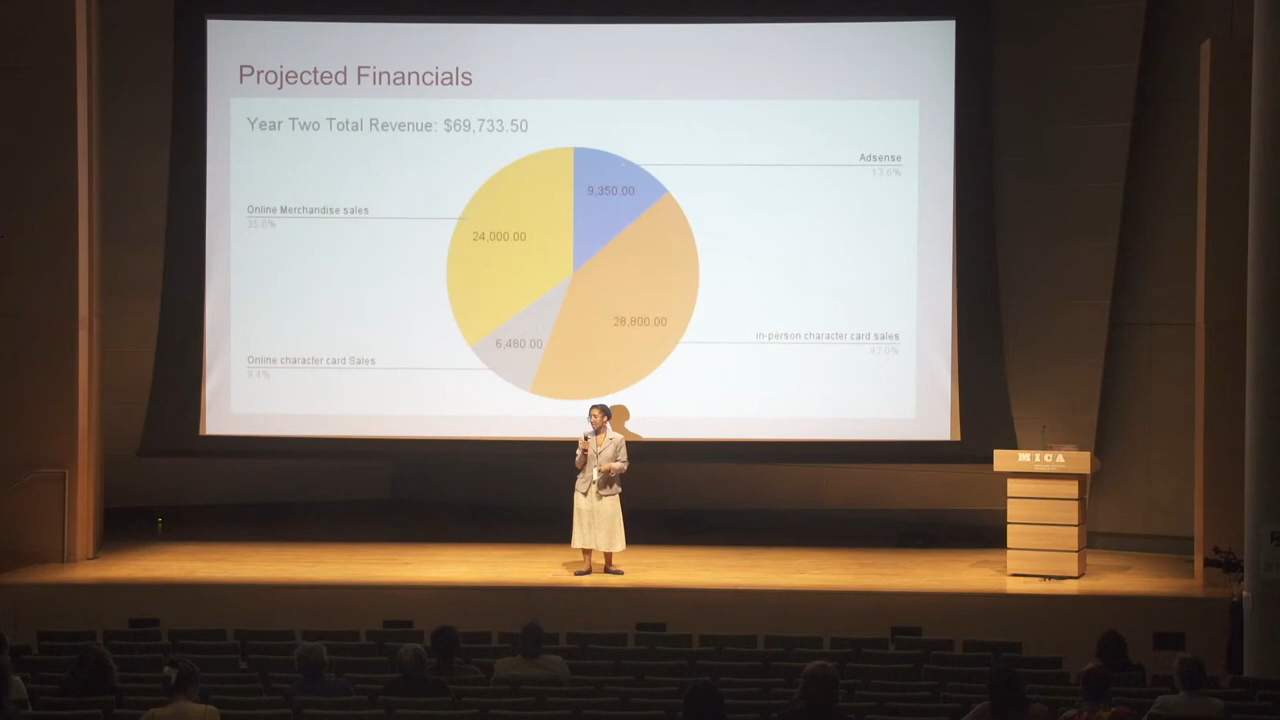 Projected Financials
Year Two Total Revenue: $69,733.50
Adsense
13.6%
9,350.00
Online Merchandise sales
35.0%
24,000.00
28,800.00
in-person character card sales
42.0%
6,480.00
Online character card Sales
9.4%
MICA